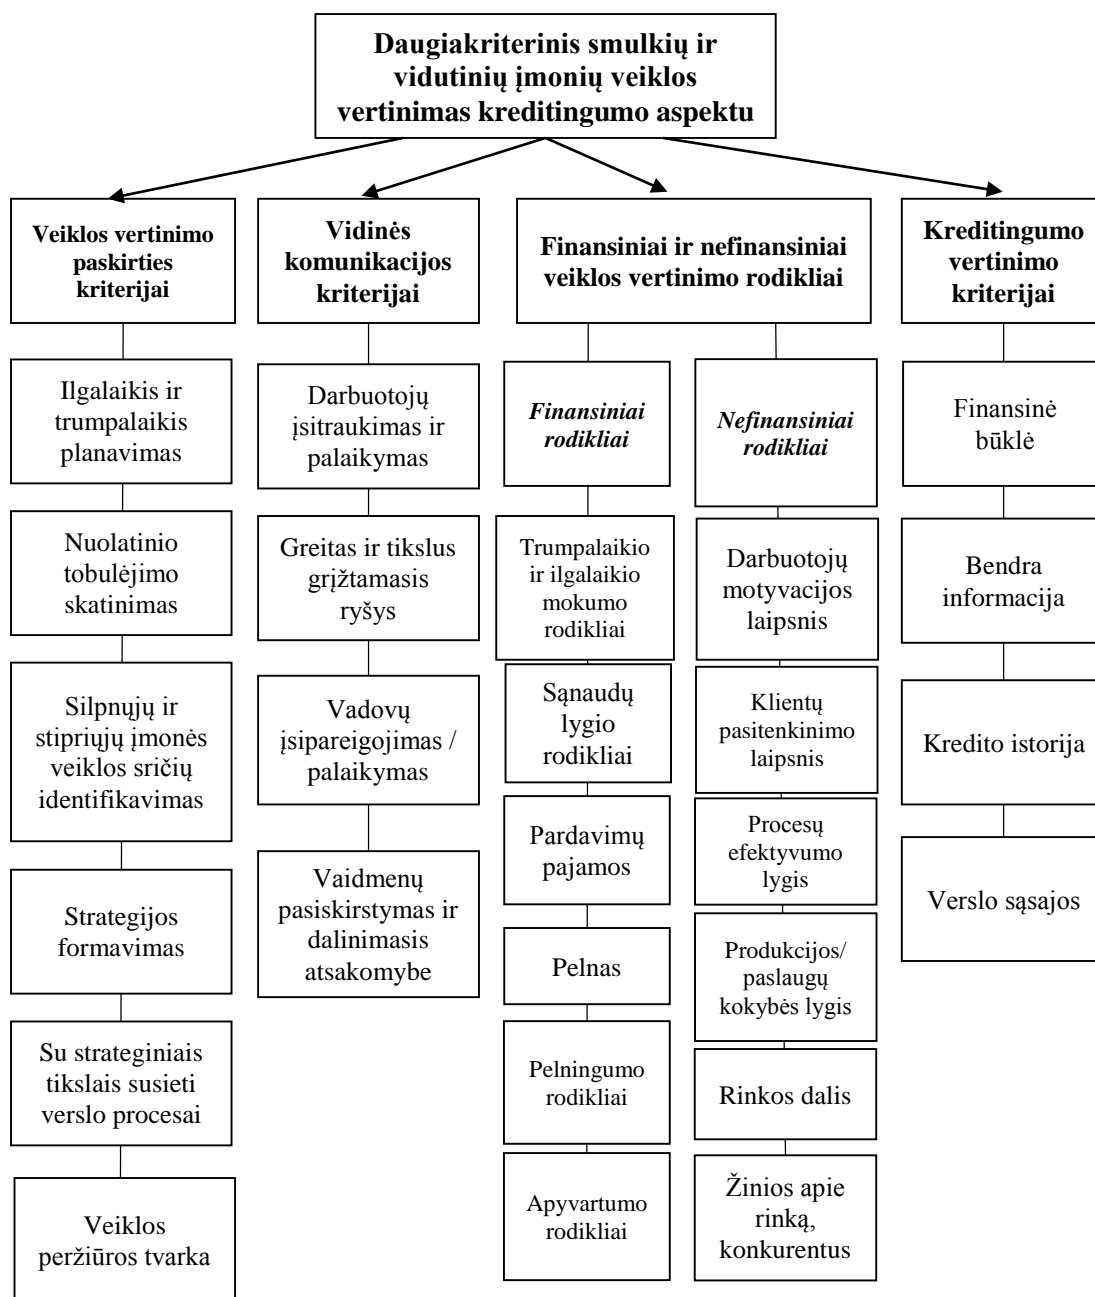 Daugiakriterinis smulkių ir
vidutinių įmonių veiklos
vertinimas kreditingumo aspektu
Veiklos vertinimo
paskirties
kriterijai
Ilgalaikis ir
trumpalaikis
planavimas
Nuolatinio
tobulėjimo
skatinimas
Silpnųjų ir
stipriųjų įmonės
veiklos sričių
identifikavimas
Strategijos
formavimas
Su strateginiais
tikslais susieti
verslo procesai
Veiklos
peržiūros tvarka
Vidinės
komunikacijos
kriterijai
Darbuotojų
įsitraukimas ir
palaikymas
Greitas ir tikslus
grįžtamasis
ryšys
Vadovų
įsipareigojimas /
palaikymas
Vaidmenų
pasiskirstymas ir
dalinimasis
atsakomybe
Finansiniai ir nefinansiniai
veiklos vertinimo rodikliai
Finansiniai
rodikliai
Trumpalaikio
ir ilgalaikio
mokumo
rodikliai
Sąnaudų
lygio
rodikliai
Pardavimų
pajamos
Pelnas
Pelningumo
rodikliai
Apyvartumo
rodikliai
Nefinansiniai
rodikliai
Darbuotojų
motyvacijos
laipsnis
Klientų
pasitenkinimo
laipsnis
Procesų
efektyvumo
lygis
Produkcijos/
paslaugų
kokybės lygis
Rinkos dalis
Žinios apie
rinką,
konkurentus
Kreditingumo
vertinimo
kriterijai
Finansinė
būklė
Bendra
informacija
Kredito istorija
Verslo sąsajos